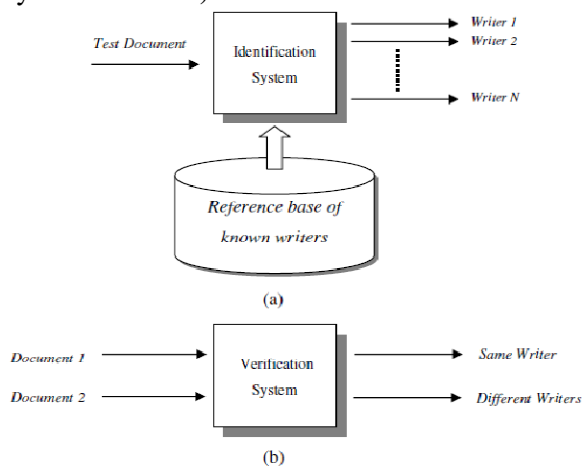 Writer 1
Test Document
Identification
Writer 2
System
Writer N
Reference base of
known writers
(a)
Document 1
Verification
Same Writer
Document 2
System
Different Writers
(b)